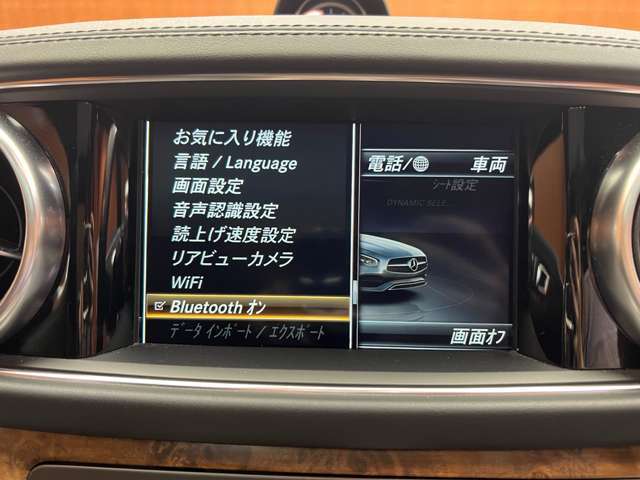 お気に入り機能
言語 / Language
画面設定
音声認識設定
読上げ速度設定
リアビューカメラ
WiFi
Bluetooth ｵﾝ
ﾃﾞｰﾀ ｲﾝﾎﾟｰﾄ / ｴｸｽﾎﾟｰﾄ
電話/ 車両
ｼｰﾄ設定
DYNAMIC SELE...
画面ｵﾌ